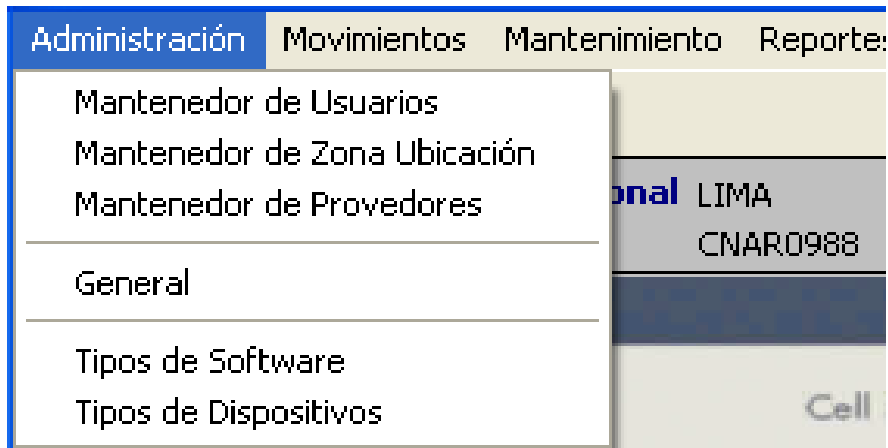 Administración Movimientos Mantenimiento Reportes
Mantenedor de Usuarios
Mantenedor de Zona Ubicación
Mantenedor de Provedores
LIMA
CNAR0988
General
Tipos de Software
Tipos de Dispositivos
Cell